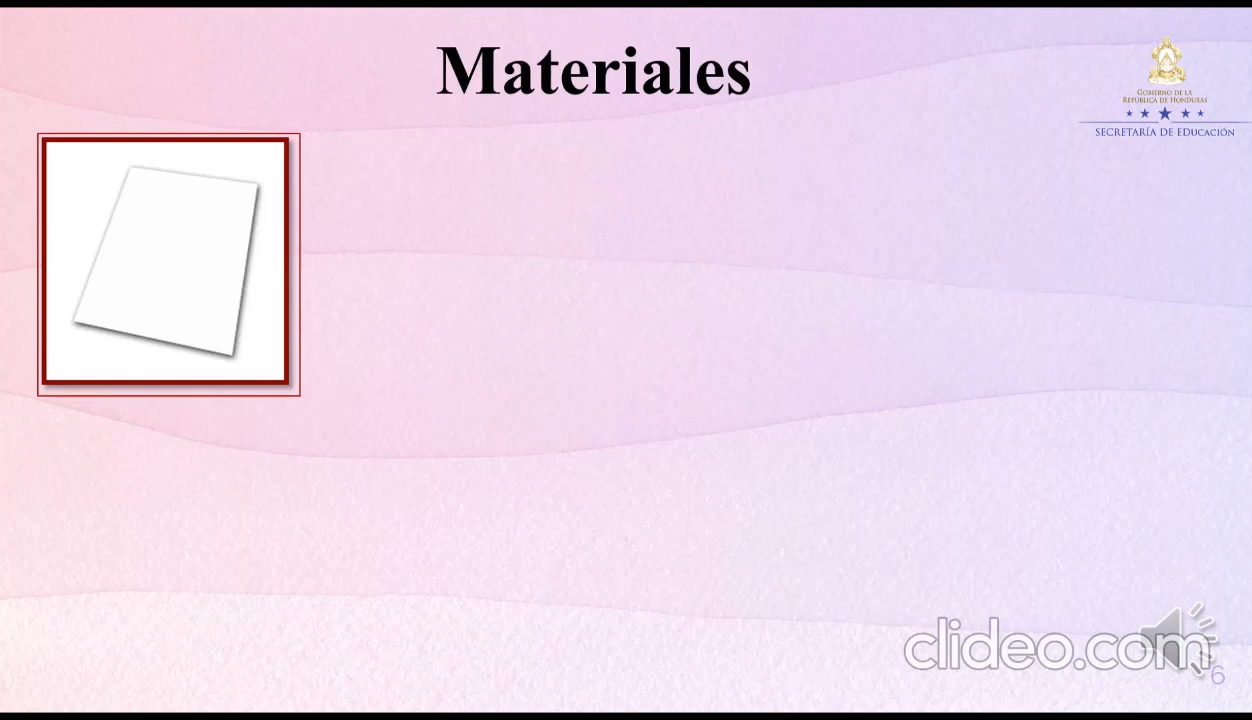 Materiales
GOBIERNO DE LA
REPÚBLICA DE HONDURAS
SECRETARÍA DE EDUCACIÓN
clideo.com
6